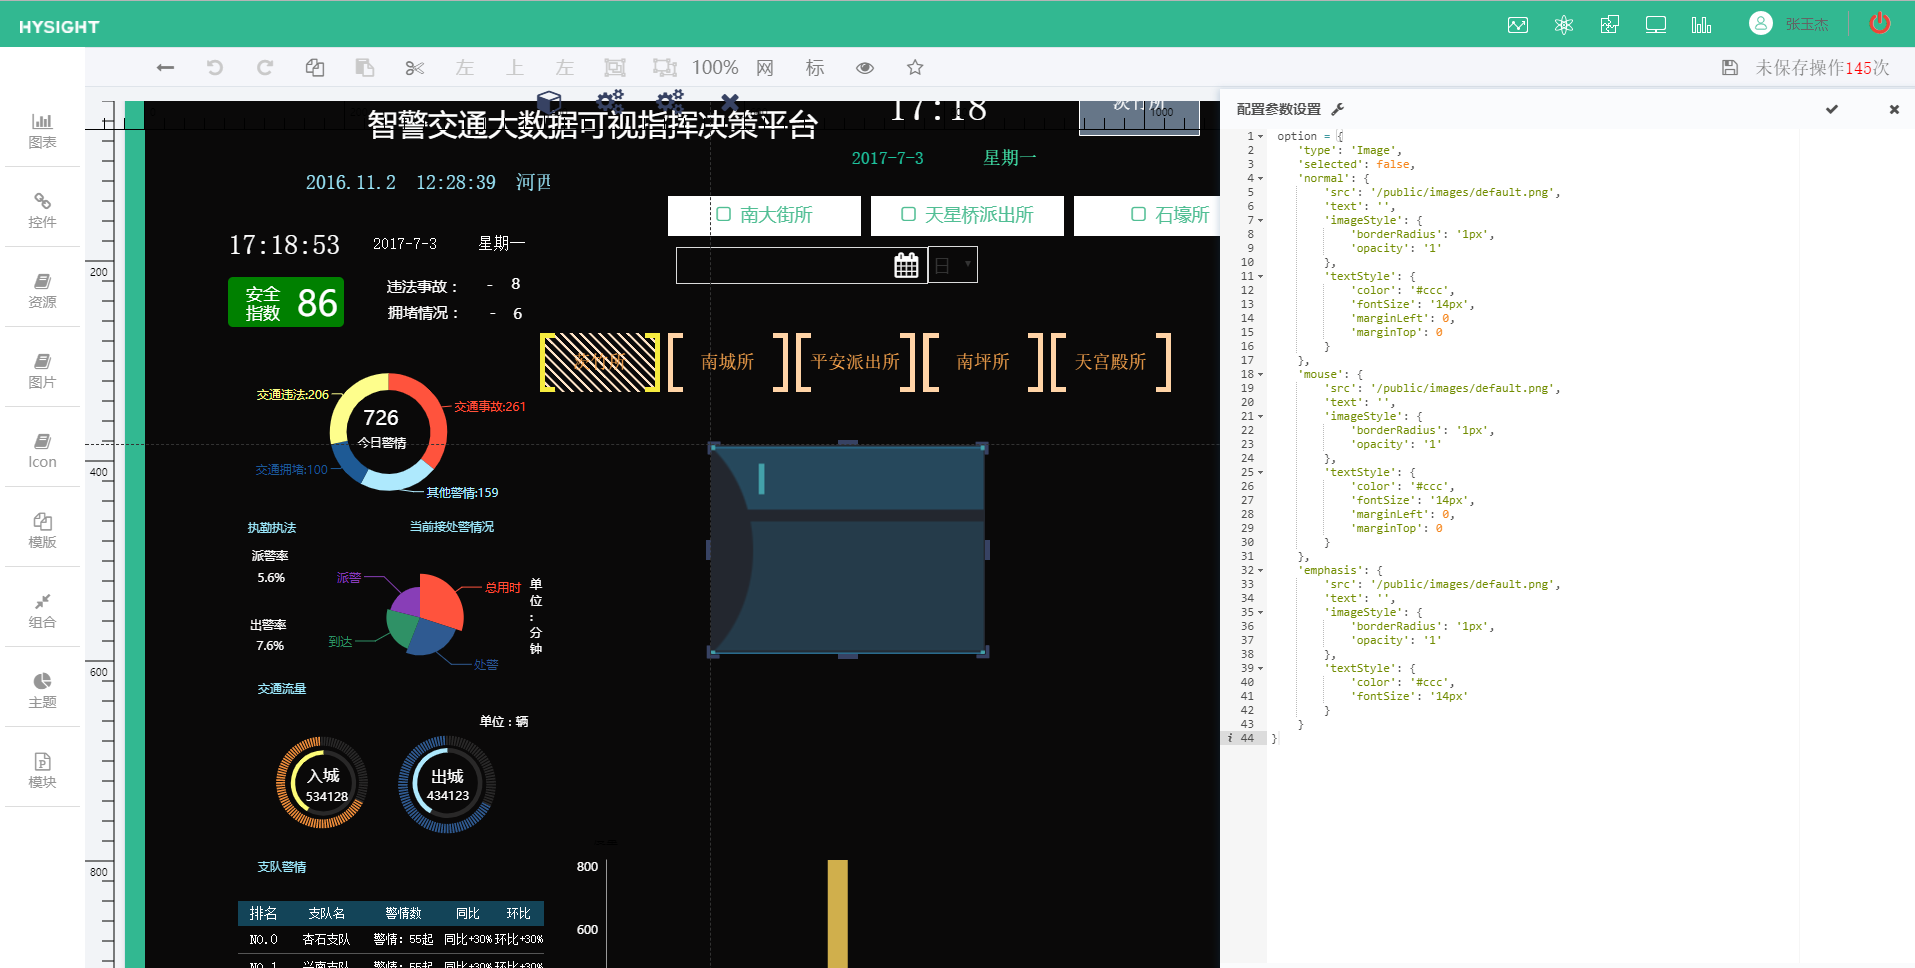 HYSIGHT
张玉杰
左
上
左
100%
网
标
未保存操作145次
图表
控件
资源
图片
Icon
模版
组合
主题
模块
200
400
600
800
1000
智警交通大数据可视指挥决策平台
17:18
2017-7-3 星期一
2016.11.2 12:28:39
南大街所
天星桥派出所
石壕所
17:18:53
2017-7-3
星期一
日
安全
指数
86
违法事故： - 8
拥堵情况： - 6
南城所
平安派出所
南坪所
天宫殿所
交通违法:206
交通事故:261
726
今日警情
交通拥堵:100
其他警情:159
执勤执法
当前接处警情况
派警率
5.6%
出警率
7.6%
派警
总用时
到达
处警
单位：分钟
交通流量
单位：辆
入城
534128
出城
434123
支队警情
排名 支队名 警情数 同比 环比
NO.0 杏石支队 警情：55起 同比+30% 环比+30%
NO.1 兴南支队 警情：55起 同比+30% 环比+30%
800
600
配置参数设置
1 option = {
2 'type': 'Image',
3 'selected': false,
4 'normal': {
5 'src': '/public/images/default.png',
6 'text': '',
7 'imageStyle': {
8 'borderRadius': '1px',
9 'opacity': '1'
10 },
11 'textStyle': {
12 'color': '#ccc',
13 'fontSize': '14px',
14 'marginLeft': 0,
15 'marginTop': 0
16 }
17 },
18 'mouse': {
19 'src': '/public/images/default.png',
20 'text': '',
21 'imageStyle': {
22 'borderRadius': '1px',
23 'opacity': '1'
24 },
25 'textStyle': {
26 'color': '#ccc',
27 'fontSize': '14px',
28 'marginLeft': 0,
29 'marginTop': 0
30 }
31 },
32 'emphasis': {
33 'src': '/public/images/default.png',
34 'text': '',
35 'imageStyle': {
36 'borderRadius': '1px',
37 'opacity': '1'
38 },
39 'textStyle': {
40 'color': '#ccc',
41 'fontSize': '14px'
42 }
43 }
44 }